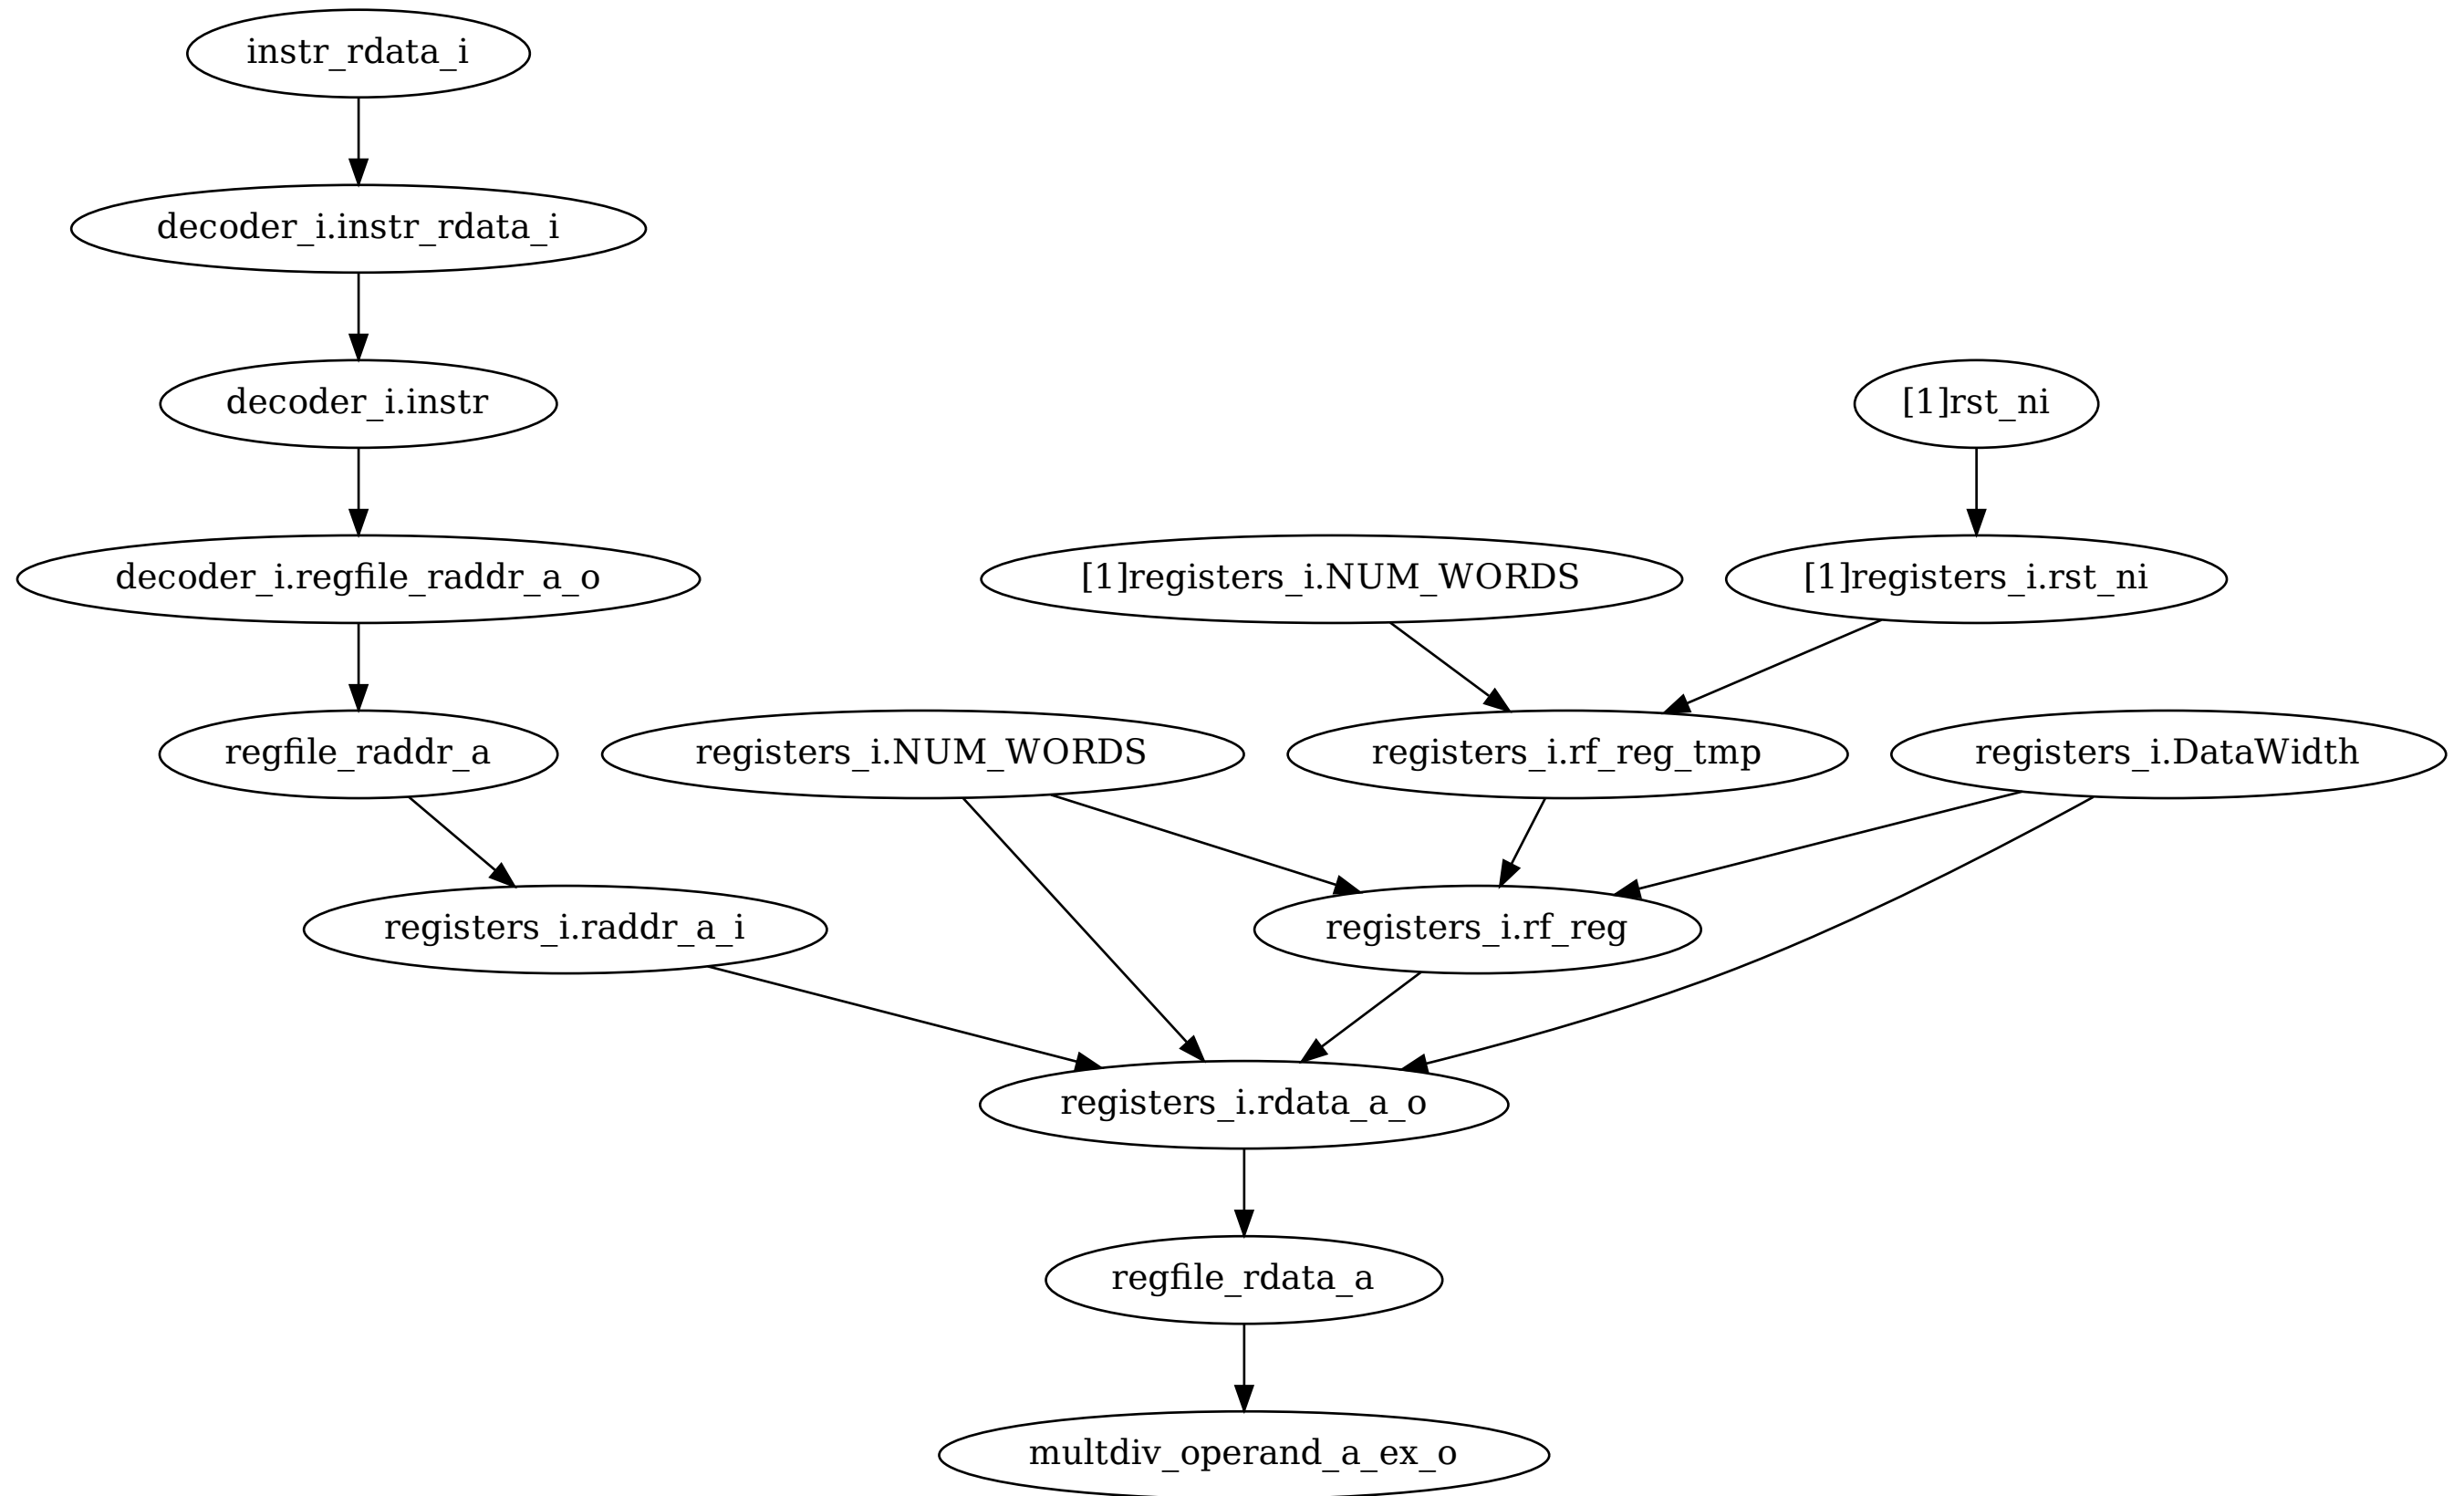 instr_rdata_i
decoder_i.instr_rdata_i
decoder_i.instr
[1]rst_ni
decoder_i.regfile_raddr_a_o
[1]registers_i.NUM_WORDS
[1]registers_i.rst_ni
regfile_raddr_a
registers_i.NUM_WORDS
registers_i.rf_reg_tmp
registers_i.DataWidth
registers_i.raddr_a_i
registers_i.rf_reg
registers_i.rdata_a_o
regfile_rdata_a
multdiv_operand_a_ex_o